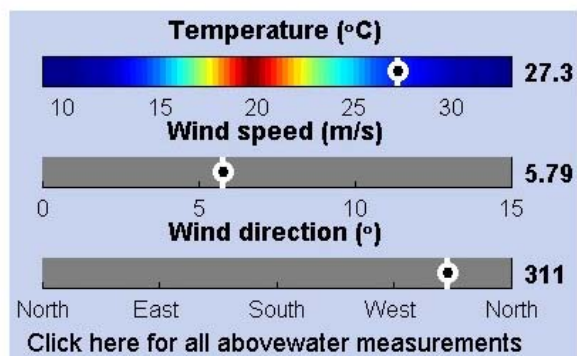 Temperature (°C)
27.3
10 15 20 25 30
Wind speed (m/s)
5.79
0 5 10 15
Wind direction (°)
311
North East South West North
Click here for all abovewater measurements